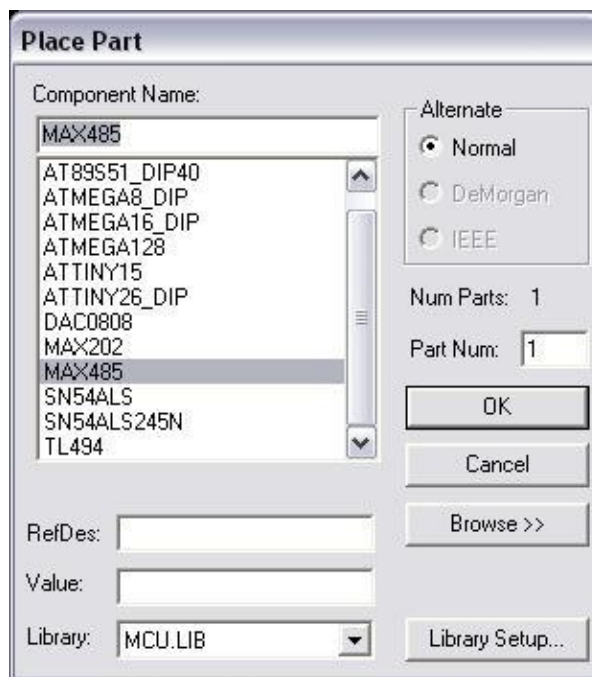 Place Part
Component Name:
MAX485
AT89S51_DIP40
ATMEGA8_DIP
ATMEGA16_DIP
ATMEGA128
ATTINY15
ATTINY26_DIP
DAC0808
MAX202
MAX485
SN54ALS
SN54ALS245N
TL494
Alternate
Normal
DeMorgan
IEEE
Num Parts: 1
Part Num: 1
OK
Cancel
Browse >>
RefDes:
Value:
Library: MCU.LIB
Library Setup...